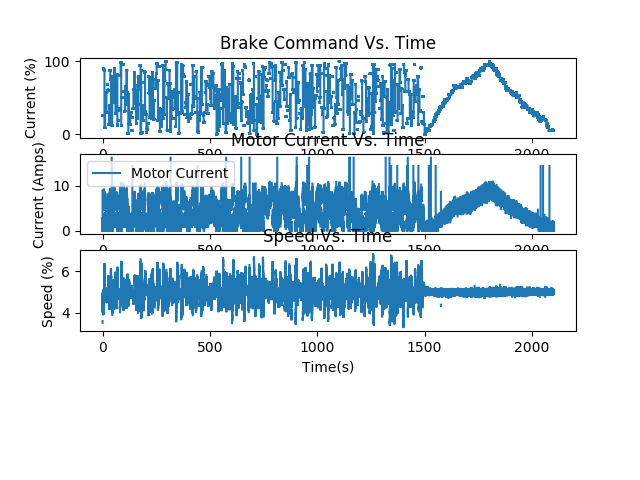 Brake Command Vs. Time
Current (%)
100
0
0 500 1000 1500 2000
Motor Current Vs. Time
Current (Amps)
Motor Current
10
0
0 500 1000 1500 2000
Speed Vs. Time
Speed (%)
6
4
0 500 1000 1500 2000
Time(s)